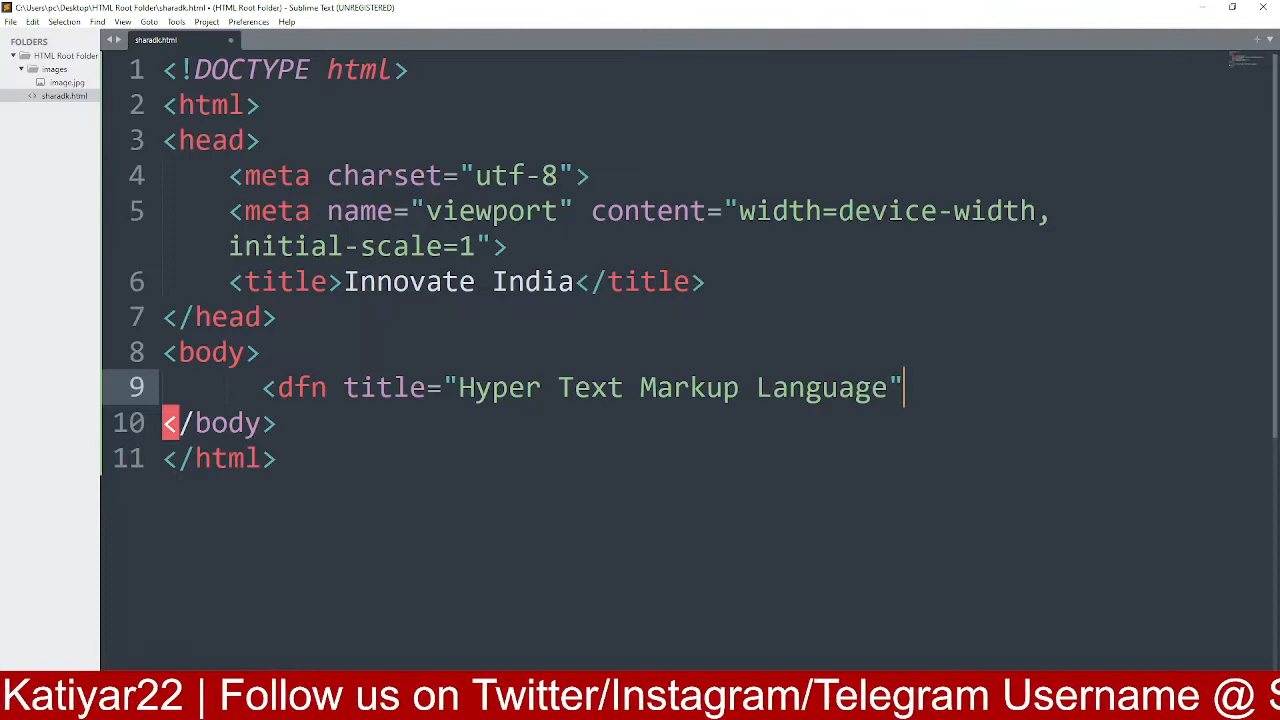 C:\Users\pc\Desktop\HTML Root Folder\sharadk.html • (HTML Root Folder) - Sublime Text (UNREGISTERED)
File Edit Selection Find View Goto Tools Project Preferences Help
FOLDERS
HTML Root Folder
images
image.jpg
sharadk.html
sharadk.html
1 <!DOCTYPE html>
2 <html>
3 <head>
4 <meta charset="utf-8">
5 <meta name="viewport" content="width=device-width,
initial-scale=1">
6 <title>Innovate India</title>
7 </head>
8 <body>
9 <dfn title="Hyper Text Markup Language"
10 </body>
11 </html>
Katiyar22 | Follow us on Twitter/Instagram/Telegram Username @ S